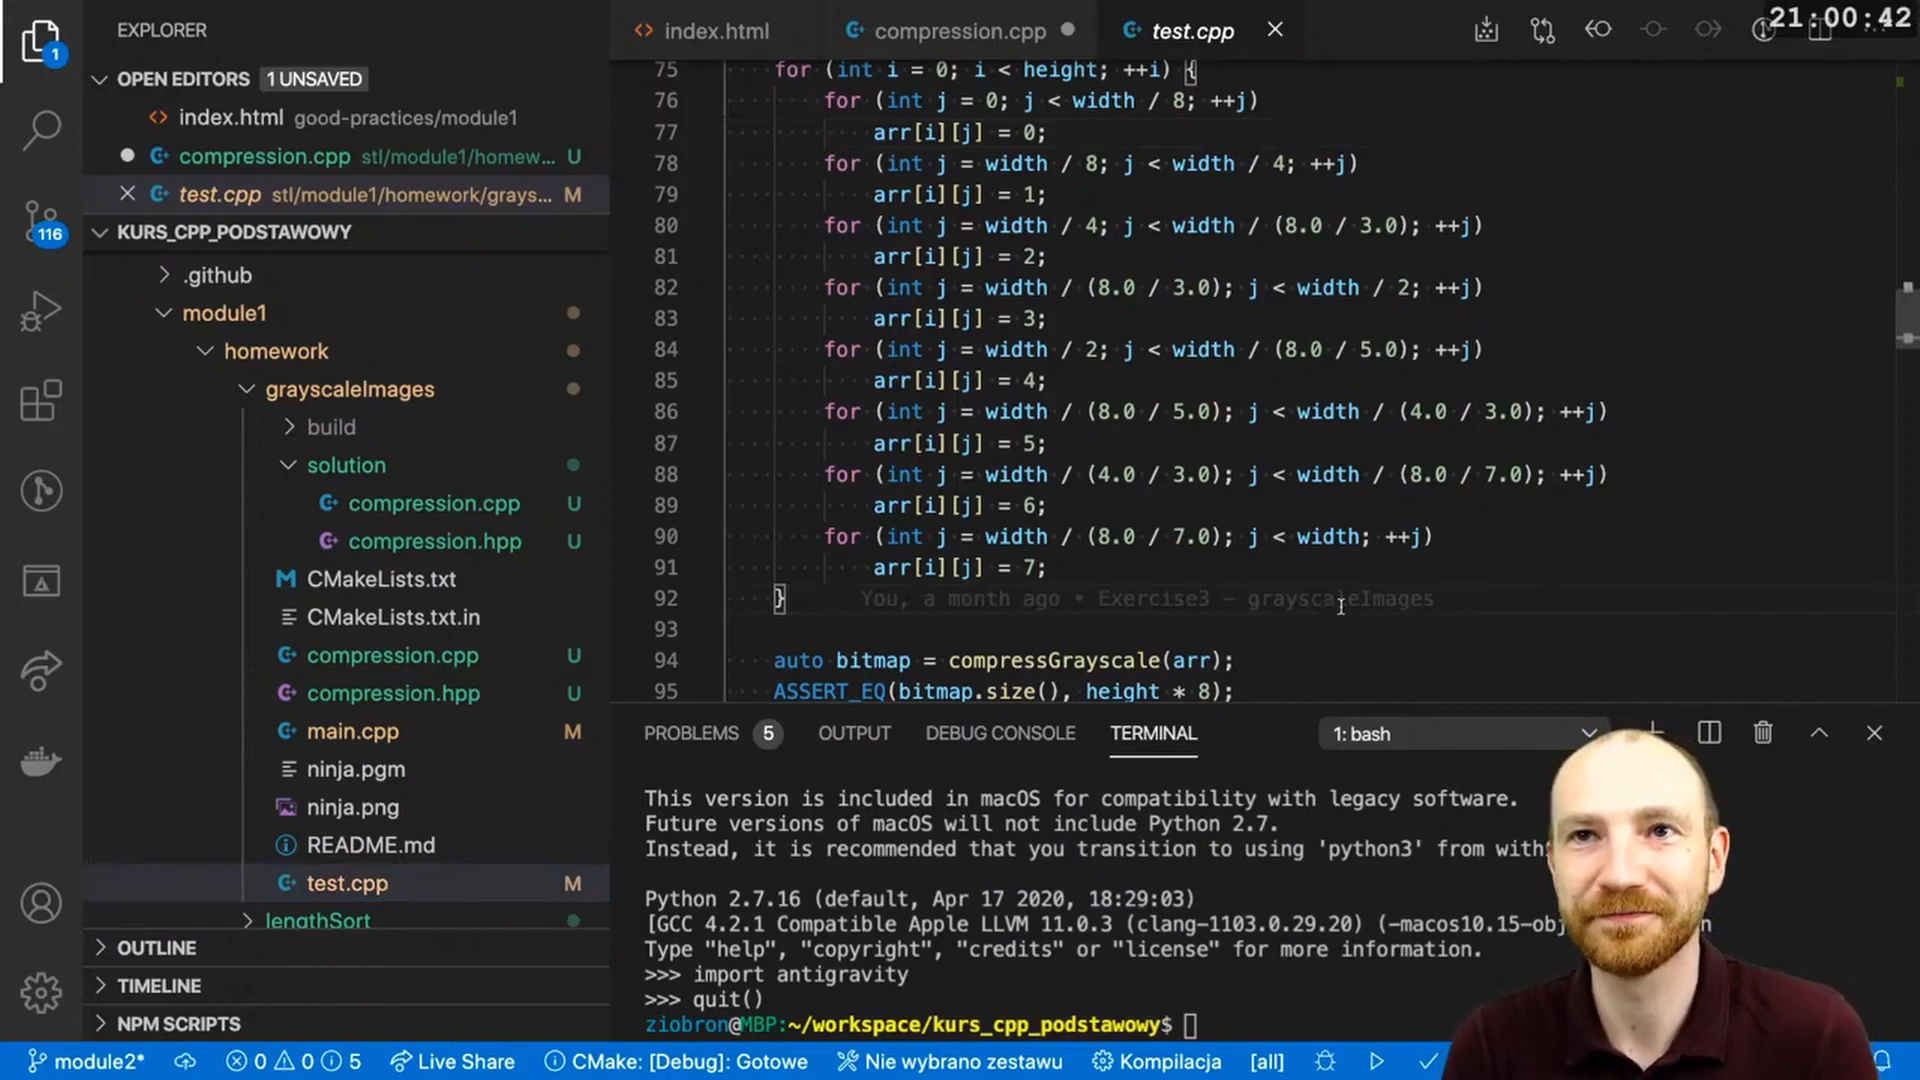 21:00:42
EXPLORER
OPEN EDITORS 1 UNSAVED
index.html good-practices/module1
compression.cpp stl/module1/homew... U
test.cpp stl/module1/homework/grays... M
KURS_CPP_PODSTAWOWY
.github
module1
homework
grayscaleImages
build
solution
compression.cpp U
compression.hpp U
CMakeLists.txt
CMakeLists.txt.in
compression.cpp U
compression.hpp U
main.cpp M
ninja.pgm
ninja.png
README.md
test.cpp M
lengthSort
OUTLINE
TIMELINE
NPM SCRIPTS
1
116
index.html
compression.cpp
test.cpp
75 for (int i = 0; i < height; ++i) {
76 for (int j = 0; j < width / 8; ++j)
77 arr[i][j] = 0;
78 for (int j = width / 8; j < width / 4; ++j)
79 arr[i][j] = 1;
80 for (int j = width / 4; j < width / (8.0 / 3.0); ++j)
81 arr[i][j] = 2;
82 for (int j = width / (8.0 / 3.0); j < width / 2; ++j)
83 arr[i][j] = 3;
84 for (int j = width / 2; j < width / (8.0 / 5.0); ++j)
85 arr[i][j] = 4;
86 for (int j = width / (8.0 / 5.0); j < width / (4.0 / 3.0); ++j)
87 arr[i][j] = 5;
88 for (int j = width / (4.0 / 3.0); j < width / (8.0 / 7.0); ++j)
89 arr[i][j] = 6;
90 for (int j = width / (8.0 / 7.0); j < width; ++j)
91 arr[i][j] = 7;
92 } You, a month ago • Exercise3 – grayscaleImages
93
94 auto bitmap = compressGrayscale(arr);
95 ASSERT_EQ(bitmap.size(), height * 8);
PROBLEMS 5 OUTPUT DEBUG CONSOLE TERMINAL 1: bash
This version is included in macOS for compatibility with legacy software.
Future versions of macOS will not include Python 2.7.
Instead, it is recommended that you transition to using 'python3' from with
Python 2.7.16 (default, Apr 17 2020, 18:29:03)
[GCC 4.2.1 Compatible Apple LLVM 11.0.3 (clang-1103.0.29.20) (-macos10.15-ob
Type "help", "copyright", "credits" or "license" for more information.
>>> import antigravity
>>> quit()
ziobron@MBP:~/workspace/kurs_cpp_podstawowy$
module2* 0 0 5 Live Share CMake: [Debug]: Gotowe Nie wybrano zestawu Kompilacja [all]